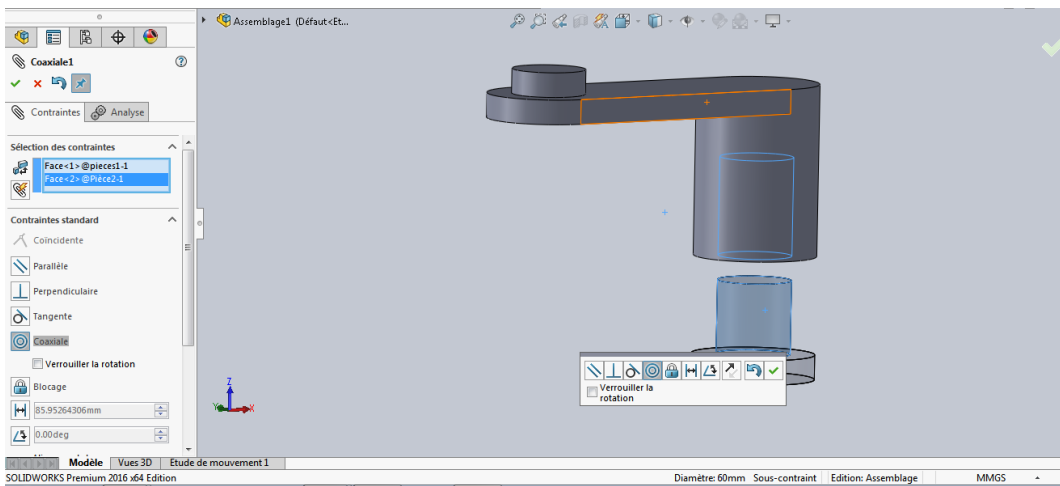 Assemblage1 (Défaut<Et...
Coaxiale1
Contraintes
Analyse
Sélection des contraintes
Face<1>@pieces1-1
Face<2>@Pièce2-1
Contraintes standard
Coïncidente
Parallèle
Perpendiculaire
Tangente
Coaxiale
Verrouiller la rotation
Blocage
85.95264306mm
0.00deg
Verrouiller la
rotation
Z
Y
X
Modèle
Vues 3D
Etude de mouvement 1
SOLIDWORKS Premium 2016 x64 Edition
Diamètre: 60mm
Sous-contraint
Edition: Assemblage
MMGS